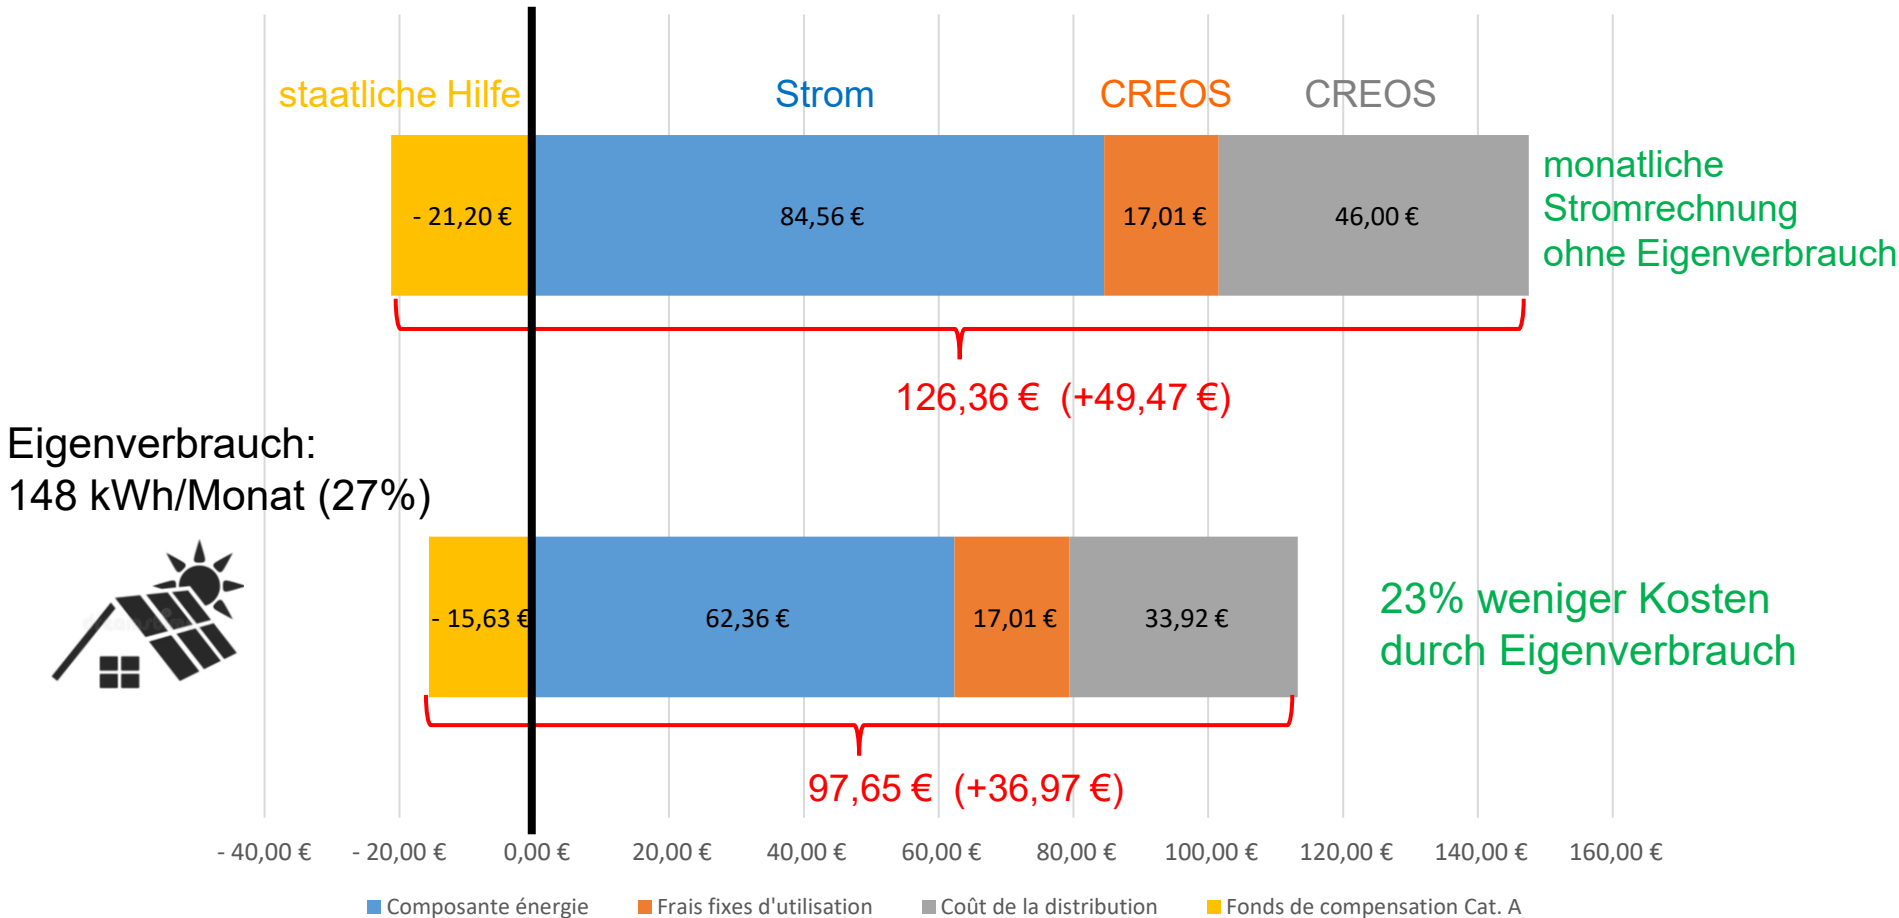 staatliche Hilfe
Strom
CREOS
CREOS
- 21,20 €
84,56 €
17,01 €
46,00 €
monatliche
Stromrechnung
ohne Eigenverbrauch
126,36 €  (+49,47 €)
Eigenverbrauch:
148 kWh/Monat (27%)
- 15,63 €
62,36 €
17,01 €
33,92 €
23% weniger Kosten
durch Eigenverbrauch
97,65 €  (+36,97 €)
- 40,00 €
- 20,00 €
0,00 €
20,00 €
40,00 €
60,00 €
80,00 €
100,00 €
120,00 €
140,00 €
160,00 €
Composante énergie
Frais fixes d'utilisation
Coût de la distribution
Fonds de compensation Cat. A